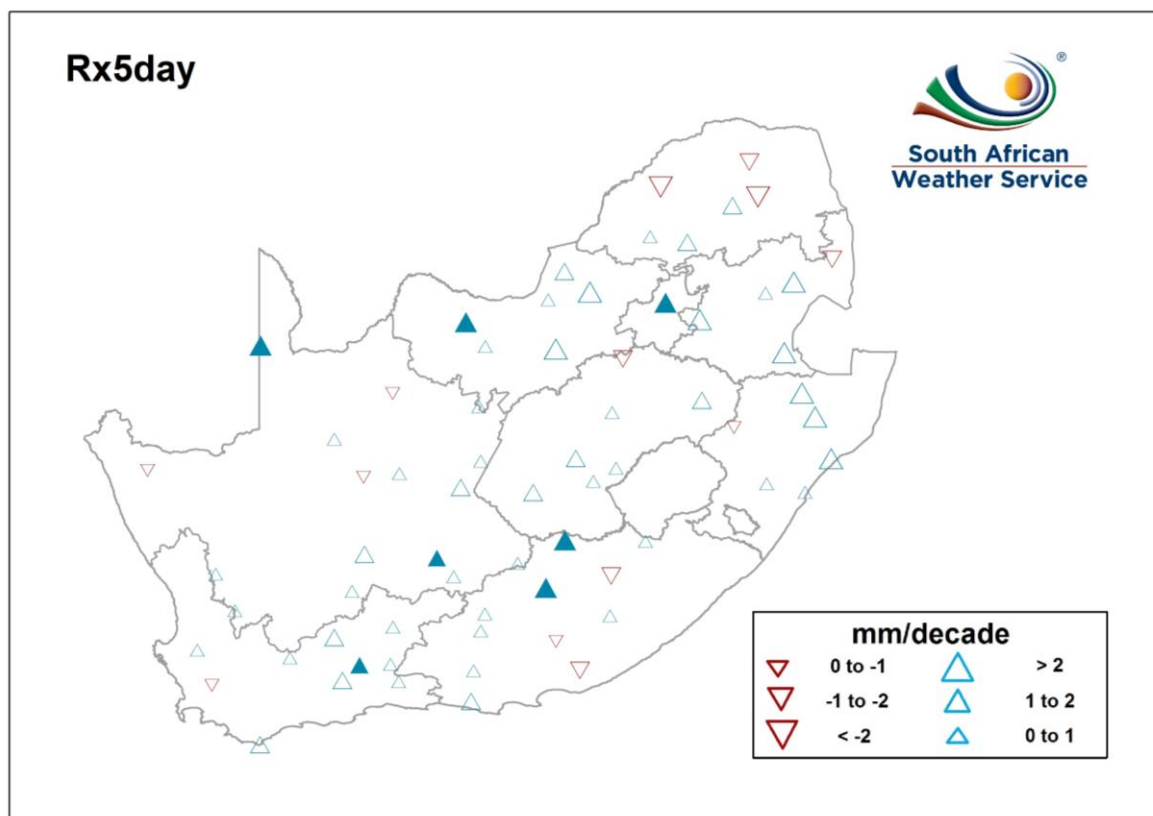 Rx5day
®
South African
Weather Service
mm/decade
0 to -1
> 2
-1 to -2
1 to 2
< -2
0 to 1